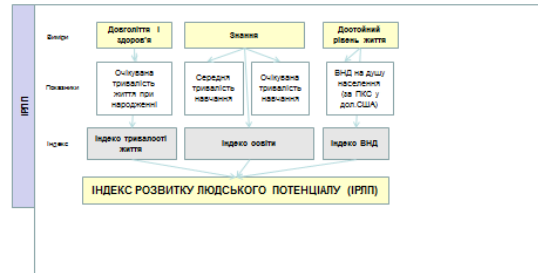 ІРЛП
Виміри
Довголіття і
здоров'я
Знання
Достойний
рівень життя
Показники
Очікувана
тривалість
життя при
народженні
Середня
тривалість
навчання
Очікувана
тривалість
навчання
ВНД на душу
населення
(за ПКС у
дол.США)
Індекс
Індекс тривалості
життя
Індекс освіти
Індекс ВНД
ІНДЕКС РОЗВИТКУ ЛЮДСЬКОГО ПОТЕНЦІАЛУ (ІРЛП)